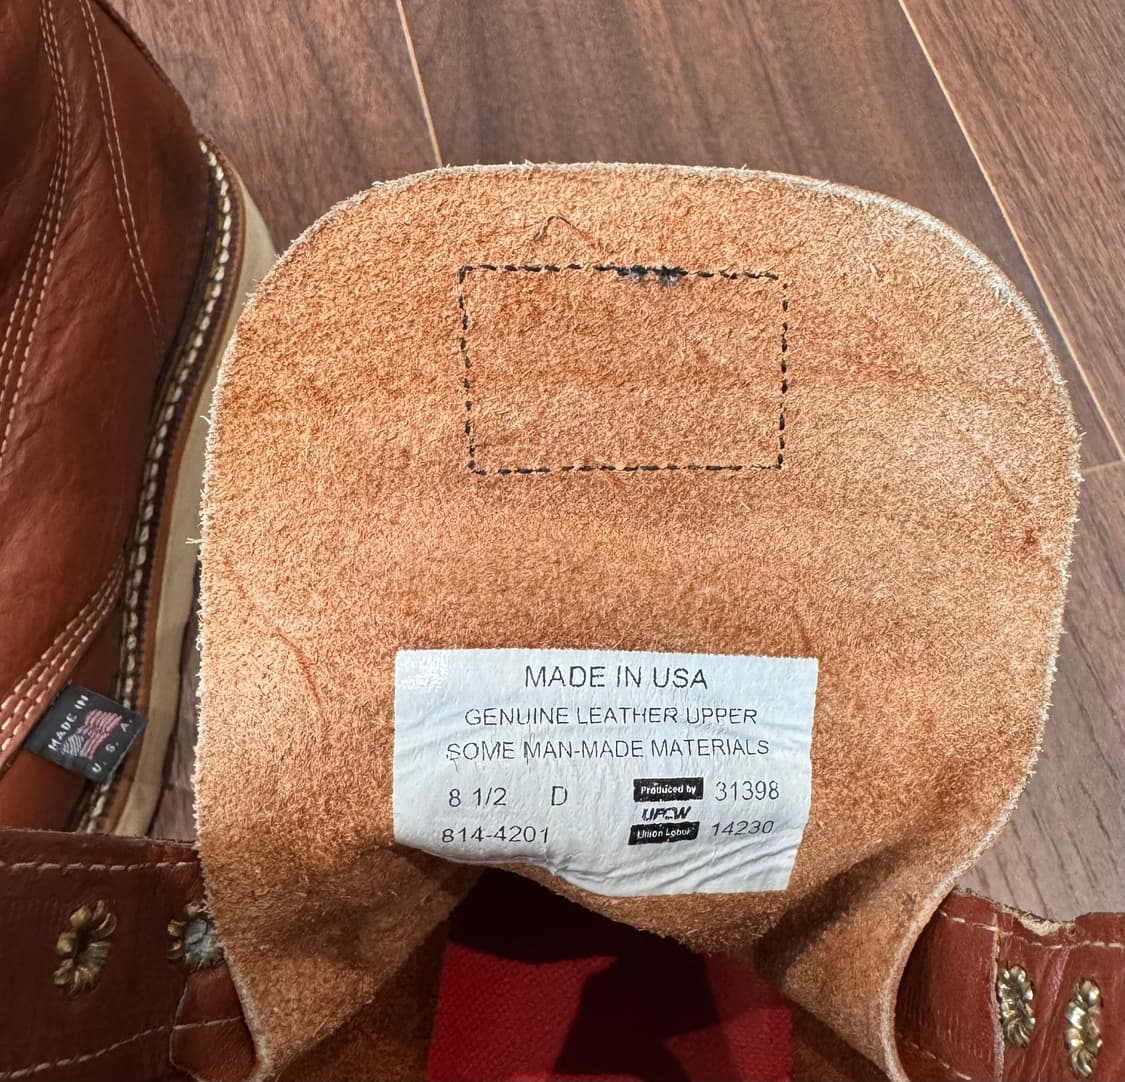 MADE IN USA
GENUINE LEATHER UPPER
SOME MAN-MADE MATERIALS
8 1/2 D Produced by 31398
UFCW
814-4201 Union Label 14230
MADE IN
U. S. A.